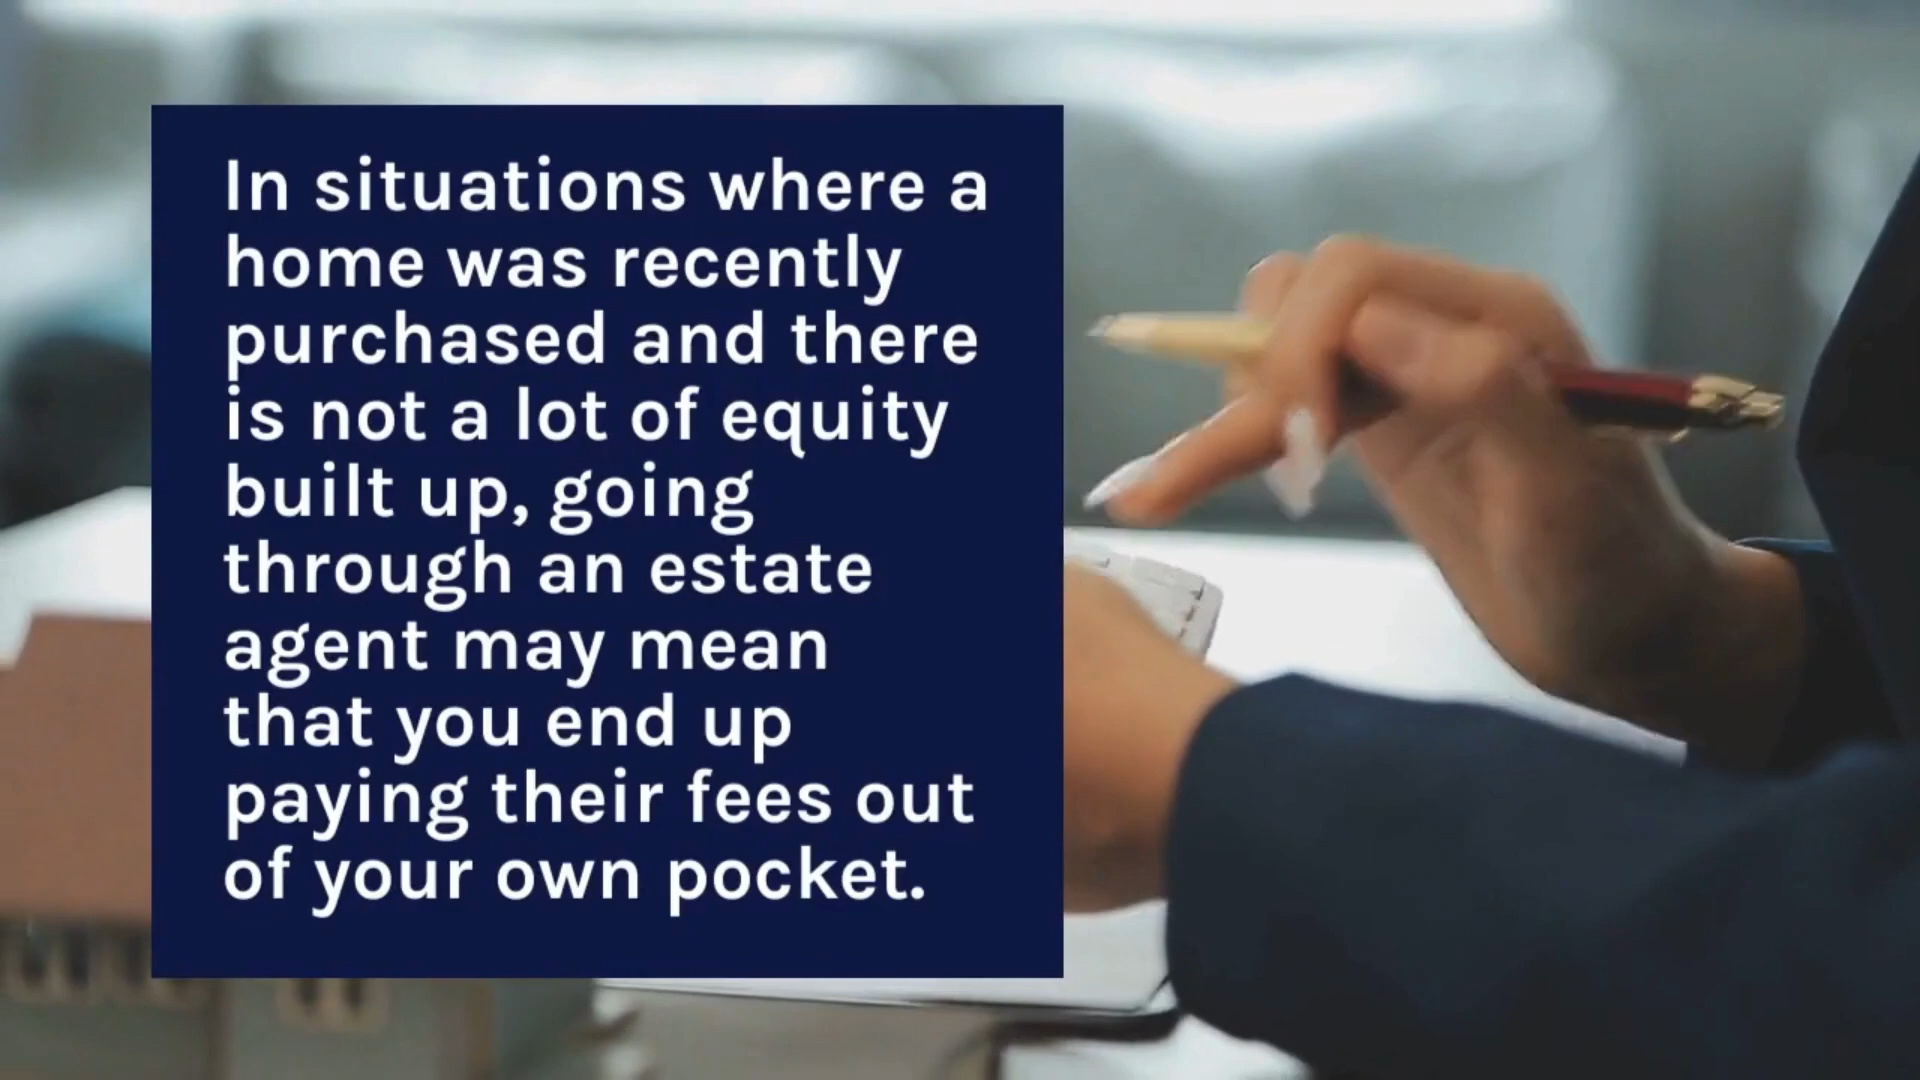 In situations where a
home was recently
purchased and there
is not a lot of equity
built up, going
through an estate
agent may mean
that you end up
paying their fees out
of your own pocket.